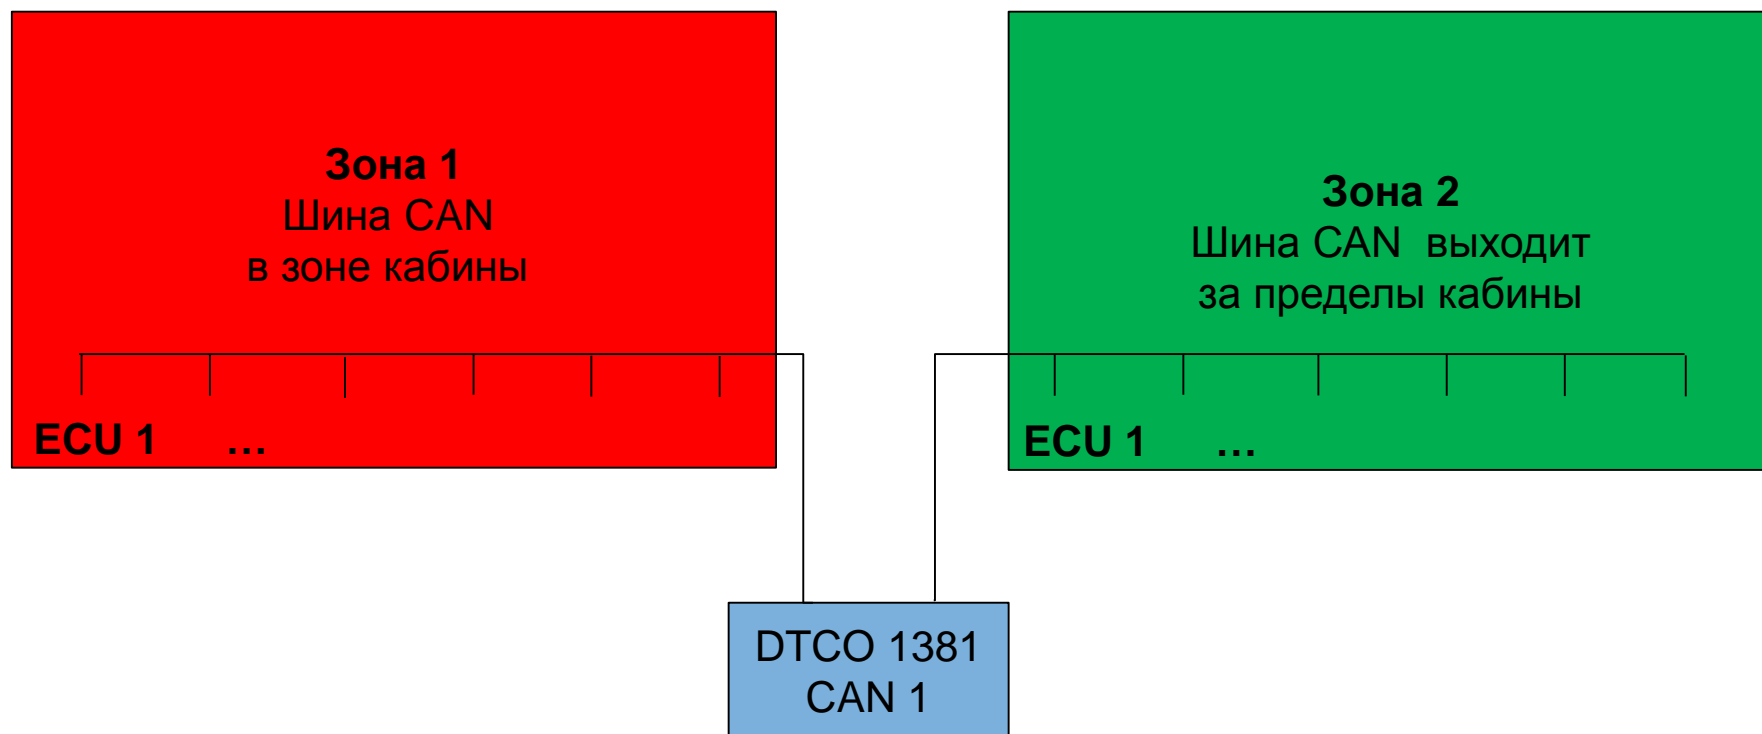 Зона 1
Шина CAN
в зоне кабины
ECU 1 ...
Зона 2
Шина CAN выходит
за пределы кабины
ECU 1 ...
DTCO 1381
CAN 1